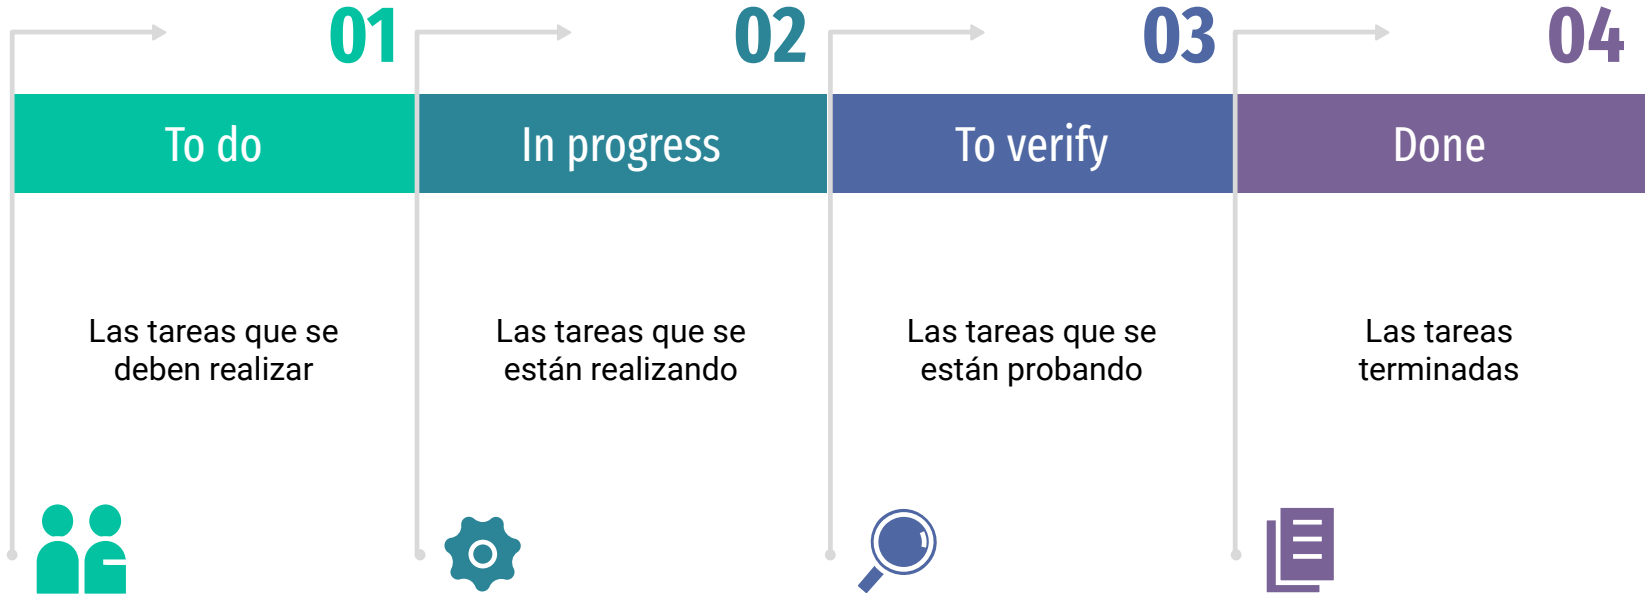 01
To do
Las tareas que se
deben realizar
02
In progress
Las tareas que se
están realizando
03
To verify
Las tareas que se
están probando
04
Done
Las tareas
terminadas